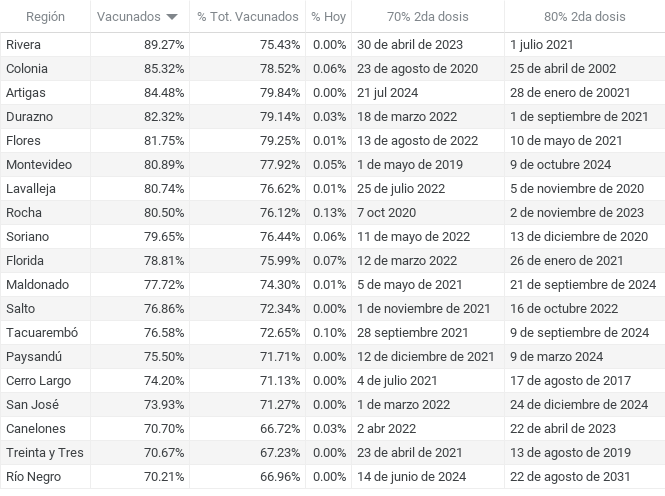 Región Vacunados % Tot. Vacunados % Hoy 70% 2da dosis 80% 2da dosis
Rivera 89.27% 75.43% 0.00% 30 de abril de 2023 1 julio 2021
Colonia 85.32% 78.52% 0.06% 23 de agosto de 2020 25 de abril de 2002
Artigas 84.48% 79.84% 0.00% 21 jul 2024 28 de enero de 20021
Durazno 82.32% 79.14% 0.03% 18 de marzo 2022 1 de septiembre de 2021
Flores 81.75% 79.25% 0.01% 13 de agosto de 2022 10 de mayo de 2021
Montevideo 80.89% 77.92% 0.05% 1 de mayo de 2019 9 de octubre 2024
Lavalleja 80.74% 76.62% 0.01% 25 de julio 2022 5 de noviembre de 2020
Rocha 80.50% 76.12% 0.13% 7 oct 2020 2 de noviembre de 2023
Soriano 79.65% 76.44% 0.06% 11 de mayo de 2022 13 de diciembre de 2020
Florida 78.81% 75.99% 0.07% 12 de marzo 2022 26 de enero de 2021
Maldonado 77.72% 74.30% 0.01% 5 de mayo de 2021 21 de septiembre de 2024
Salto 76.86% 72.34% 0.00% 1 de noviembre de 2021 16 de octubre 2022
Tacuarembó 76.58% 72.65% 0.10% 28 septiembre 2021 9 de septiembre de 2024
Paysandú 75.50% 71.71% 0.00% 12 de diciembre de 2021 9 de marzo 2024
Cerro Largo 74.20% 71.13% 0.00% 4 de julio 2021 17 de agosto de 2017
San José 73.93% 71.27% 0.00% 1 de marzo 2022 24 de diciembre de 2024
Canelones 70.70% 66.72% 0.03% 2 abr 2022 22 de abril de 2023
Treinta y Tres 70.67% 67.23% 0.00% 23 de abril de 2021 13 de agosto de 2019
Río Negro 70.21% 66.96% 0.00% 14 de junio de 2024 22 de agosto de 2031